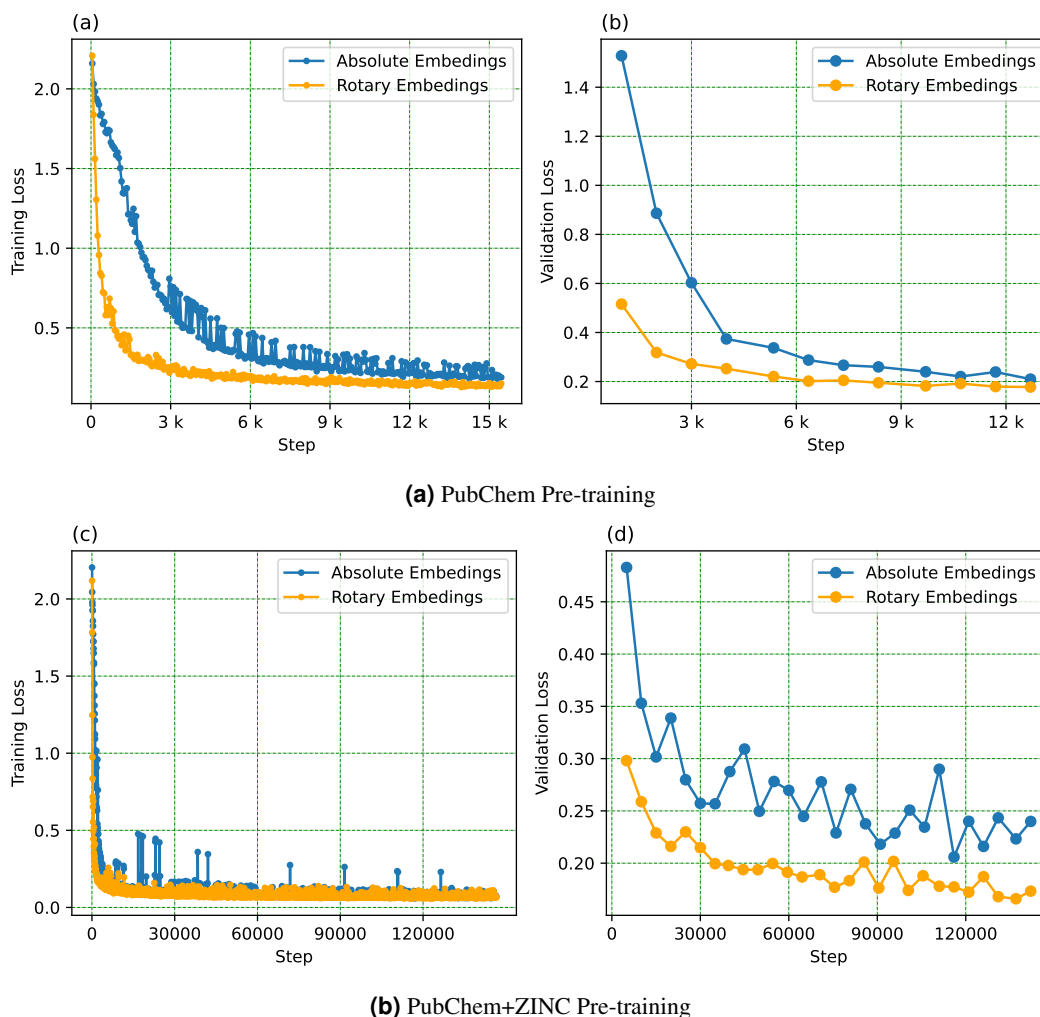 (a)
Training Loss
2.0
1.5
1.0
0.5
Absolute Embedings
Rotary Embedings
0
3 k
6 k
9 k
12 k
15 k
Step
(b)
Validation Loss
1.4
1.2
1.0
0.8
0.6
0.4
0.2
Absolute Embedings
Rotary Embedings
3 k
6 k
9 k
12 k
Step
(a) PubChem Pre-training
(c)
Training Loss
2.0
1.5
1.0
0.5
0.0
Absolute Embedings
Rotary Embedings
0
30000
60000
90000
120000
Step
(d)
Validation Loss
0.45
0.40
0.35
0.30
0.25
0.20
Absolute Embedings
Rotary Embedings
0
30000
60000
90000
120000
Step
(b) PubChem+ZINC Pre-training